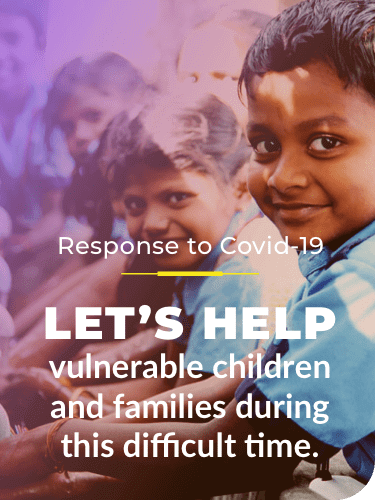 Response to Covid-19
LET’S HELP
vulnerable children
and families during
this difficult time.